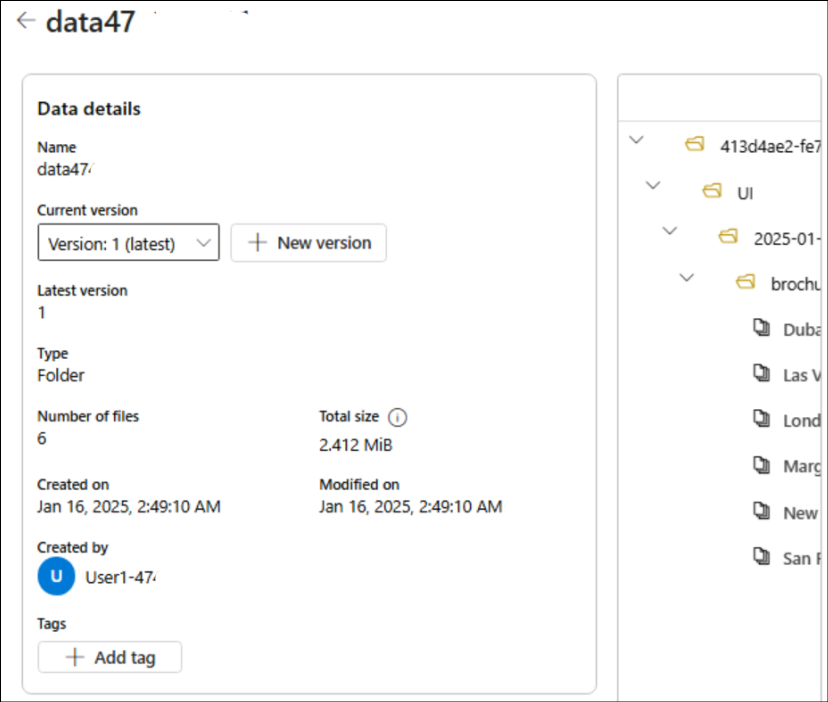 data47
Data details
Name
data47
Current version
Version: 1 (latest)
New version
Latest version
1
Type
Folder
Number of files
6
Total size
2.412 MiB
Created on
Jan 16, 2025, 2:49:10 AM
Modified on
Jan 16, 2025, 2:49:10 AM
Created by
U
User1-47
Tags
Add tag
413d4ae2-fe7
UI
2025-01-
brochu
Duba
Las V
Lond
Marg
New
San F